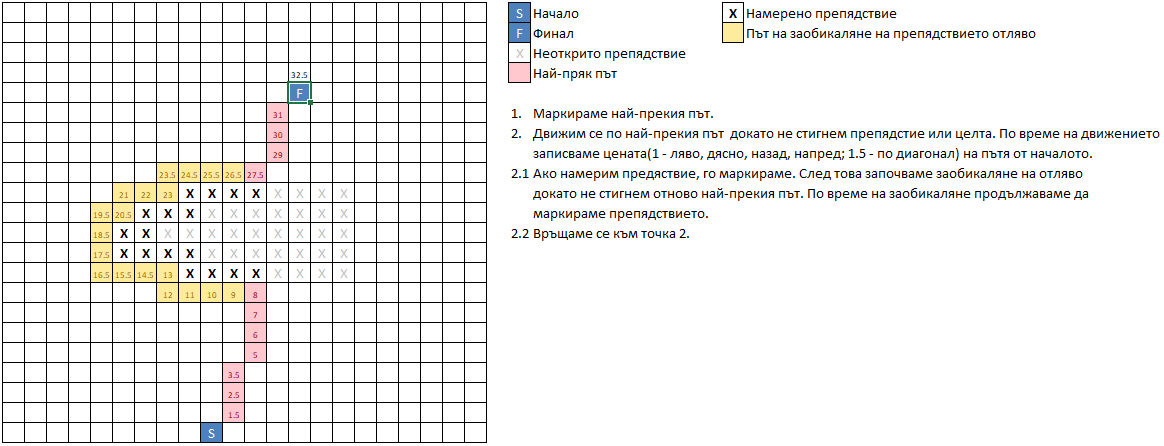 32.5
F
31
30
29
23.5 24.5 25.5 26.5 27.5
21 22 23 X X X X X X X X
19.5 20.5 X X X X X X X X X X
18.5 X X X X X X X X X X X
17.5 X X X X X X X X X X X
16.5 15.5 14.5 13 X X X X X X X X
12 11 10 9 8
7
6
5
3.5
2.5
1.5
S
S Начало
F Финал
X Неоткрито препядствие
Най-пряк път
X Намерено препядствие
Път на заобикаляне на препядствието отляво
1. Маркираме най-прекия път.
2. Движим се по най-прекия път докато не стигнем препядстие или целта. По време на движението
записваме цената(1 - ляво, дясно, назад, напред; 1.5 - по диагонал) на пътя от началото.
2.1 Ако намерим предяствие, го маркираме. След това започваме заобикаляне на отляво
докато не стигнем отново най-прекия път. По време на заобикаляне продължаваме да
маркираме препядствието.
2.2 Връщаме се към точка 2.